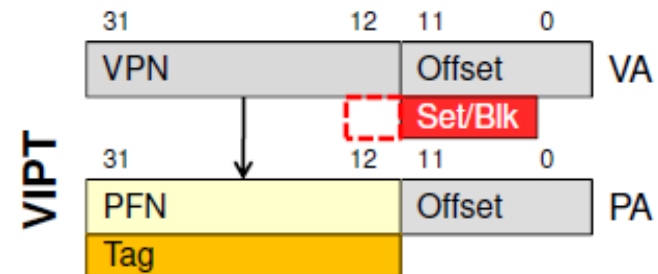 31 12 11 0
VPN Offset VA
Set/Blk
VIPT
31 12 11 0
PFN Offset PA
Tag